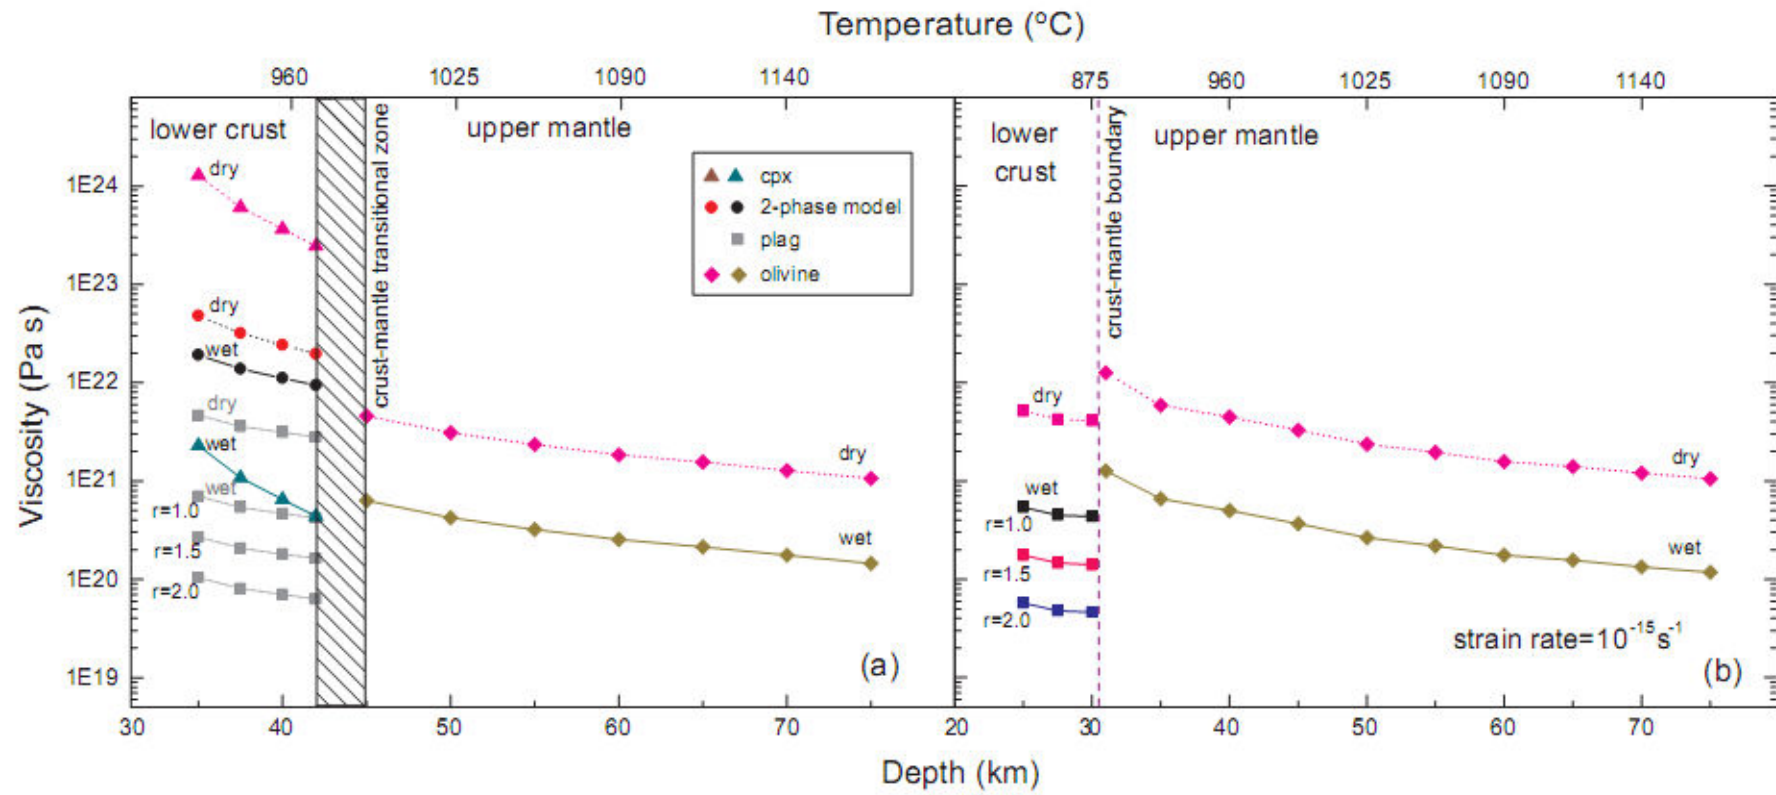 Temperature (ºC)
960 1025 1090 1140 875 960 1025 1090 1140
lower crust
upper mantle
crust-mantle transitional zone
dry
dry
wet
dry
wet
wet
r=1.0
r=1.5
r=2.0
cpx
2-phase model
plag
olivine
dry
wet
(a)
lower
crust
crust-mantle boundary
upper mantle
dry
wet
r=1.0
r=1.5
r=2.0
dry
wet
strain rate=10⁻¹⁵s⁻¹
(b)
Viscosity (Pa s)
1E24
1E23
1E22
1E21
1E20
1E19
30 40 50 60 70 20 30 40 50 60 70
Depth (km)